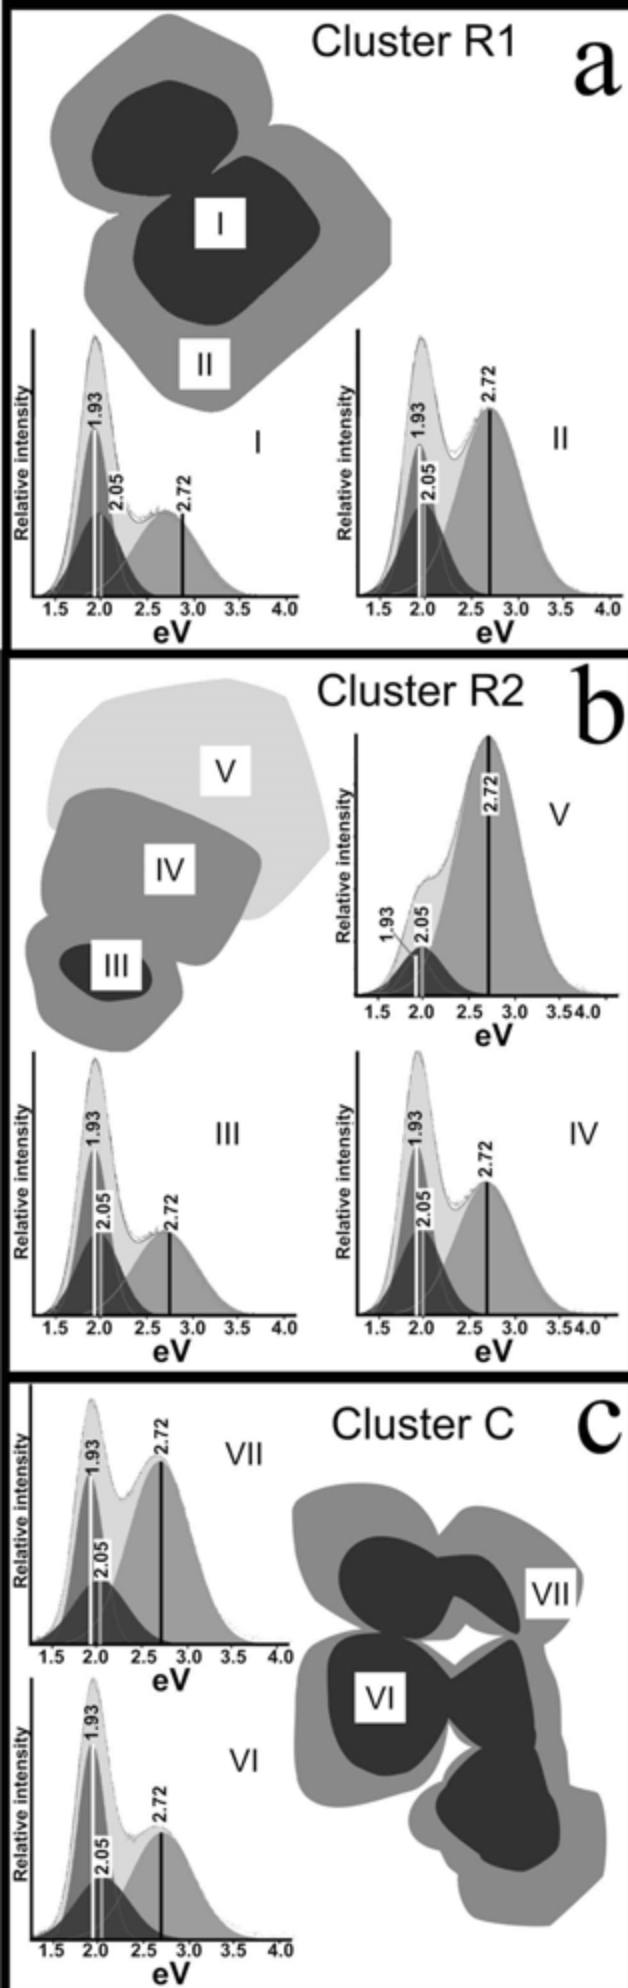 Cluster R1
a
I
II
Relative intensity
1.93
2.05
2.72
I
1.5 2.0 2.5 3.0 3.5 4.0
eV
Relative intensity
1.93
2.05
2.72
II
1.5 2.0 2.5 3.0 3.5 4.0
eV
Cluster R2
b
V
IV
III
Relative intensity
1.93
2.05
2.72
V
1.5 2.0 2.5 3.0 3.54.0
eV
Relative intensity
1.93
2.05
2.72
III
1.5 2.0 2.5 3.0 3.5 4.0
eV
Relative intensity
1.93
2.05
2.72
IV
1.5 2.0 2.5 3.0 3.54.0
eV
Cluster C
c
Relative intensity
1.93
2.05
2.72
VII
1.5 2.0 2.5 3.0 3.5 4.0
eV
VII
VI
Relative intensity
1.93
2.05
2.72
VI
1.5 2.0 2.5 3.0 3.5 4.0
eV